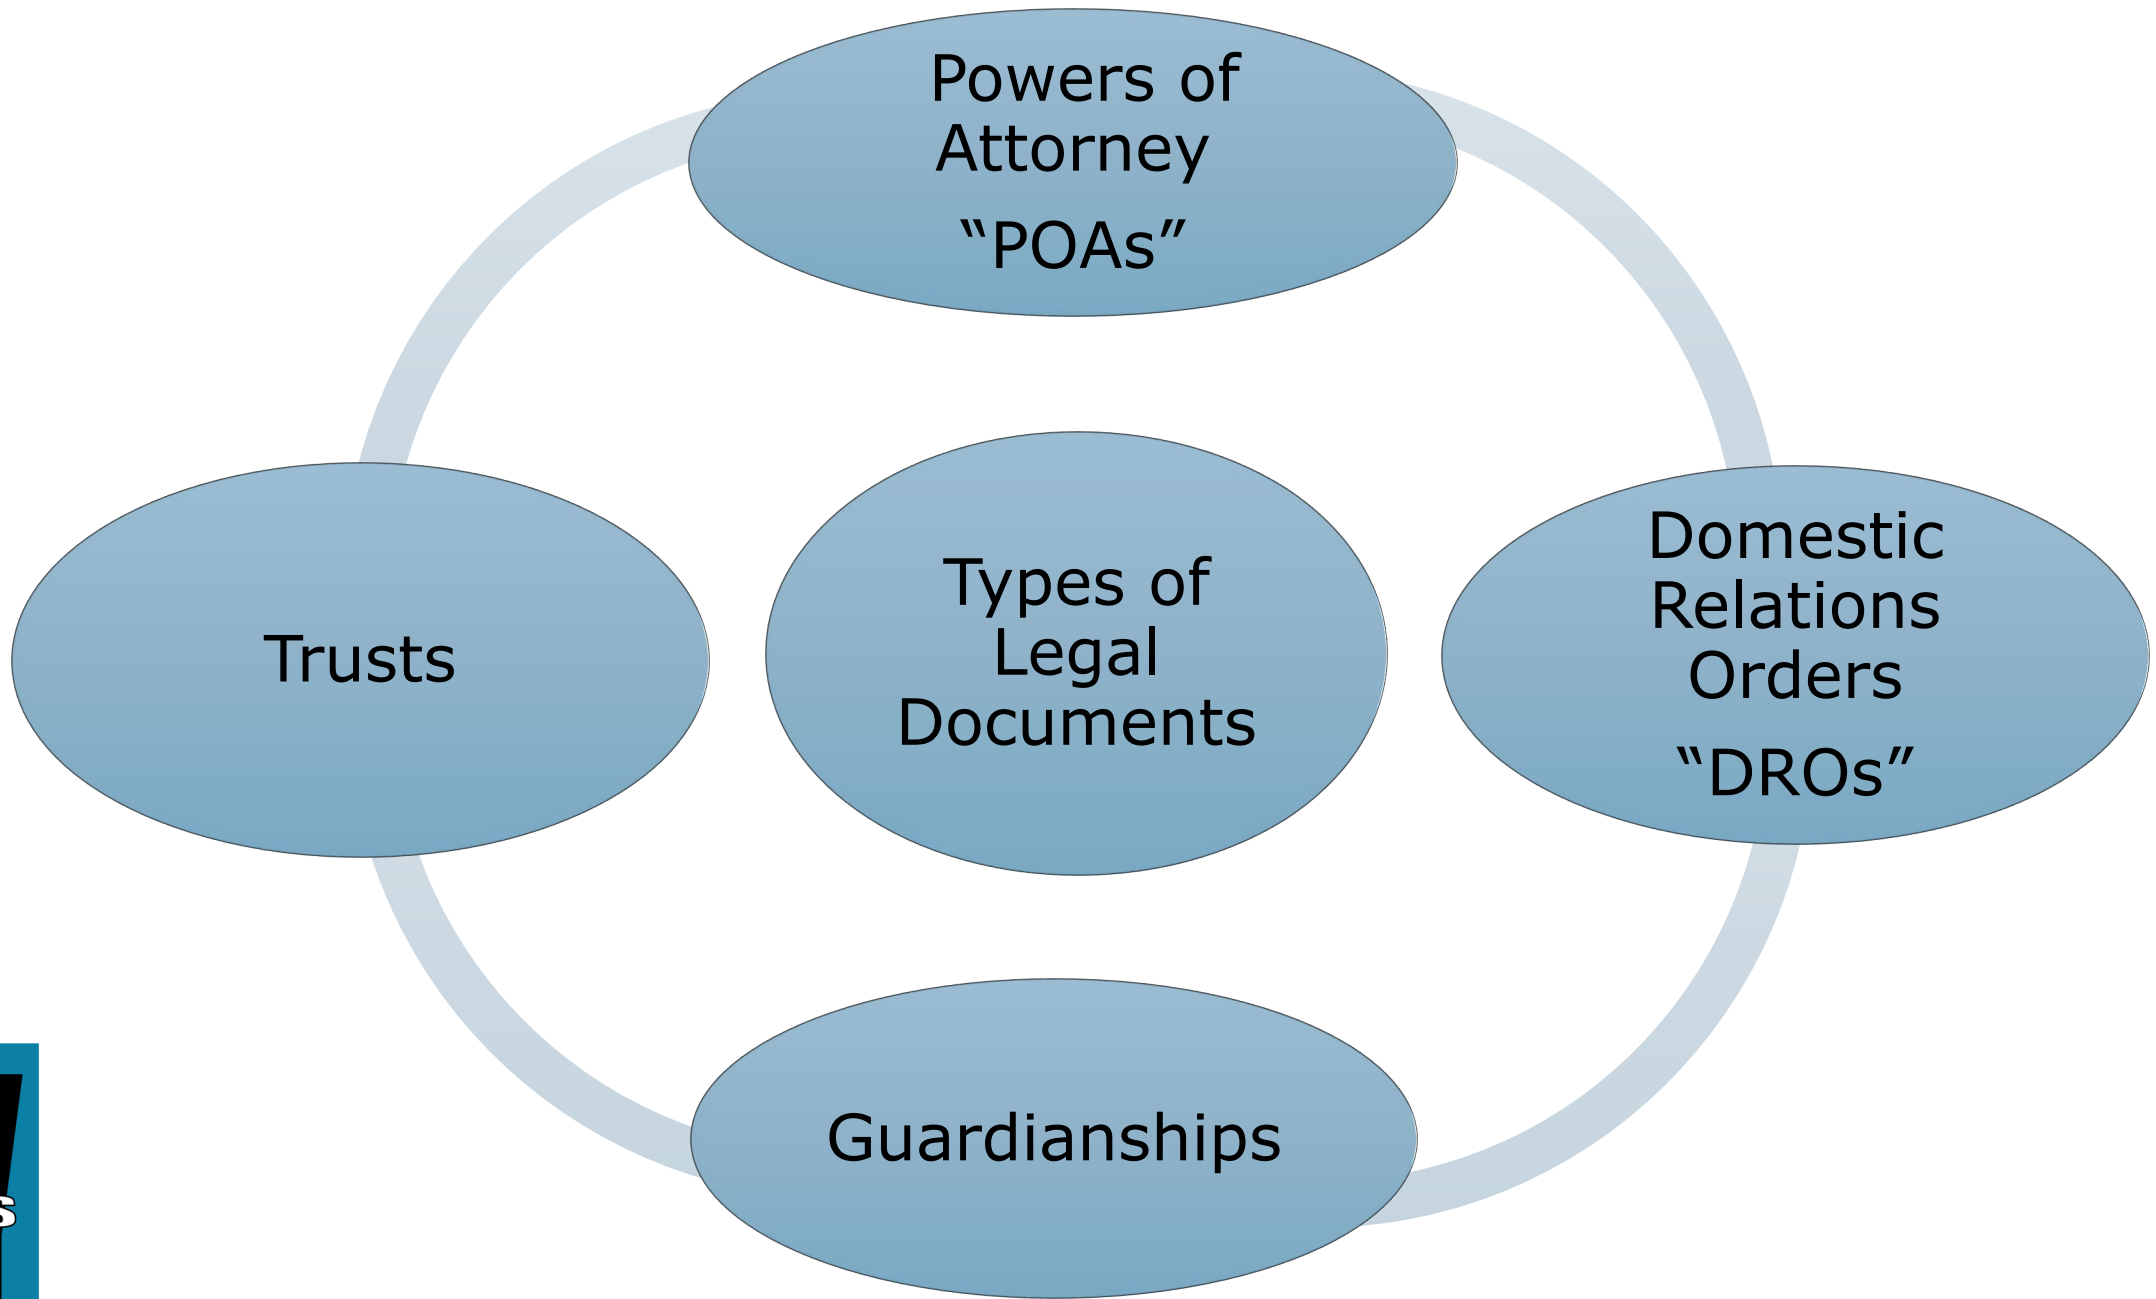 Powers of
Attorney
“POAs”
Trusts
Types of
Legal
Documents
Domestic
Relations
Orders
“DROs”
Guardianships